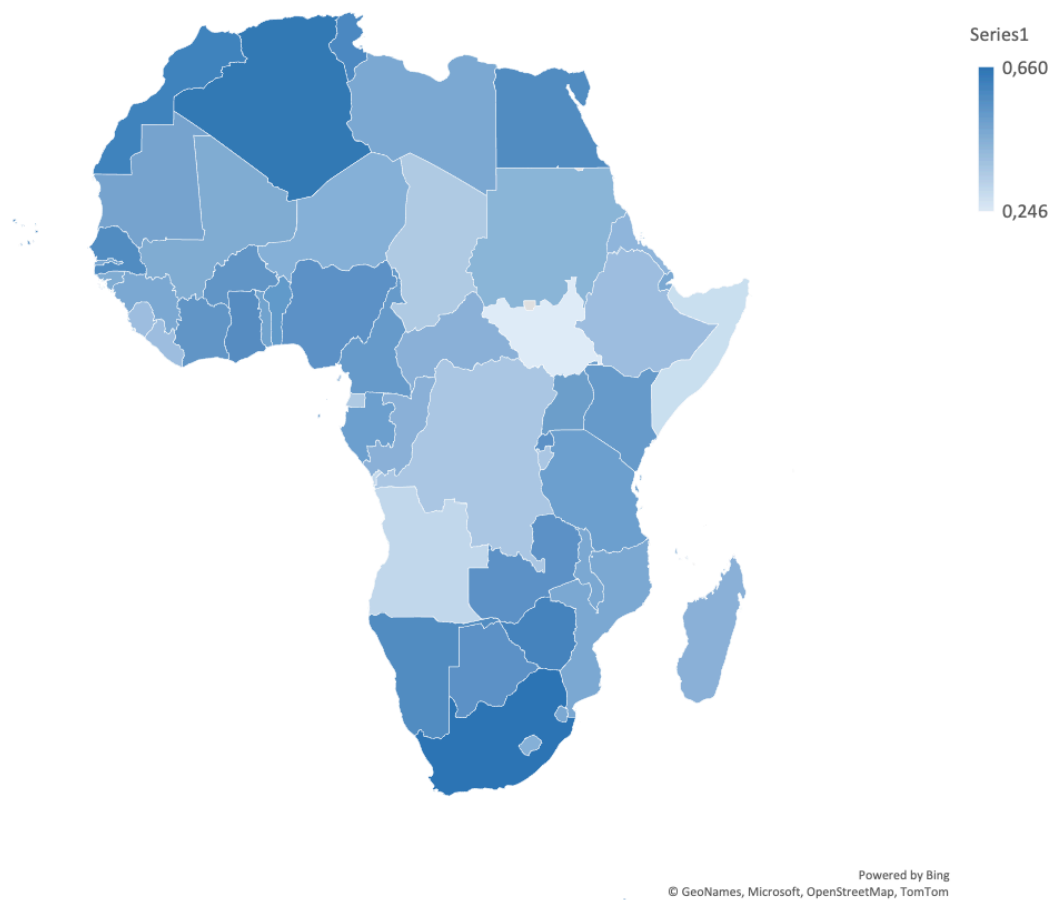 Series1
0,660
0,246
Powered by Bing
© GeoNames, Microsoft, OpenStreetMap, TomTom